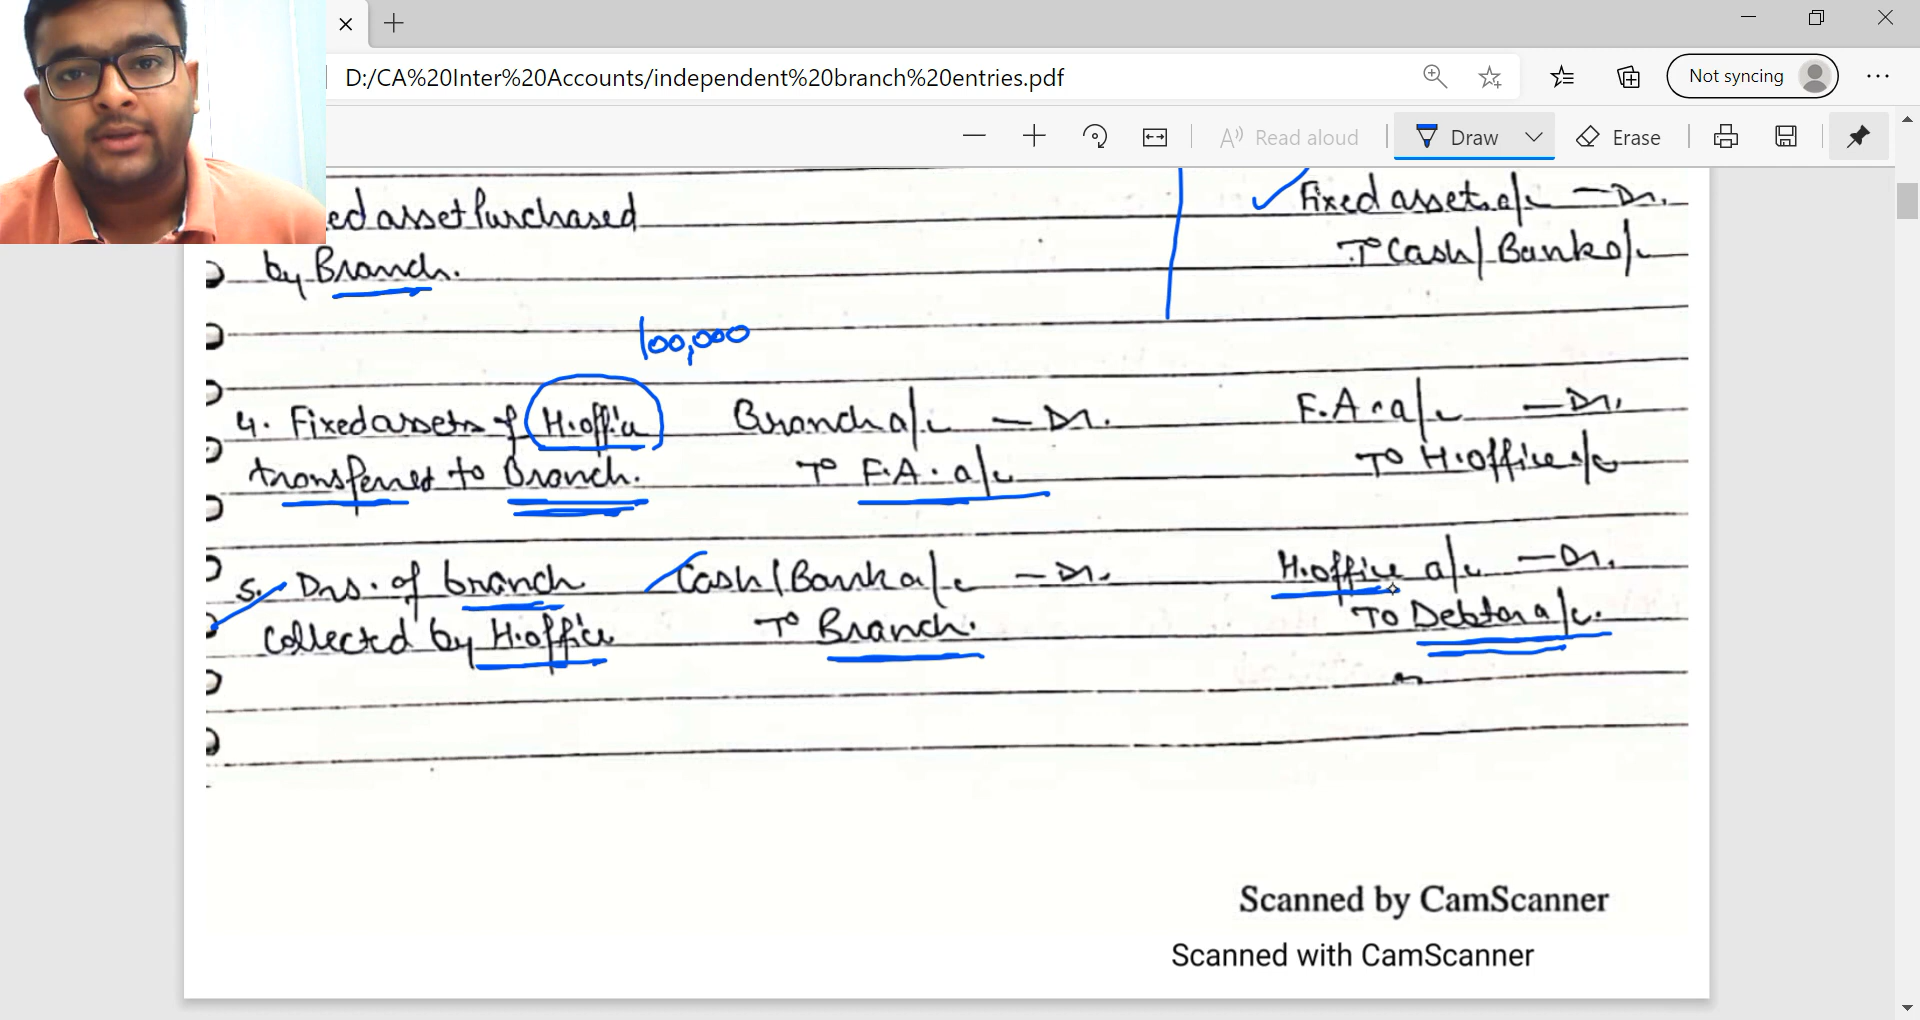 D:/CA%20Inter%20Accounts/independent%20branch%20entries.pdf
Not syncing
Read aloud
Draw
Erase
ed asset Purchased
by Branch.
Fixed asset a/c — Dr.
To Cash/Bank a/c
100,000
4. Fixed assets of H.office
transferred to Branch.
Branch a/c — Dr.
To F.A. a/c
F.A. a/c — Dr.
To H.office a/c
5. Drs. of branch
collected by H.office
Cash/Bank a/c — Dr.
To Branch.
H.office a/c — Dr.
To Debtor a/c.
Scanned by CamScanner
Scanned with CamScanner